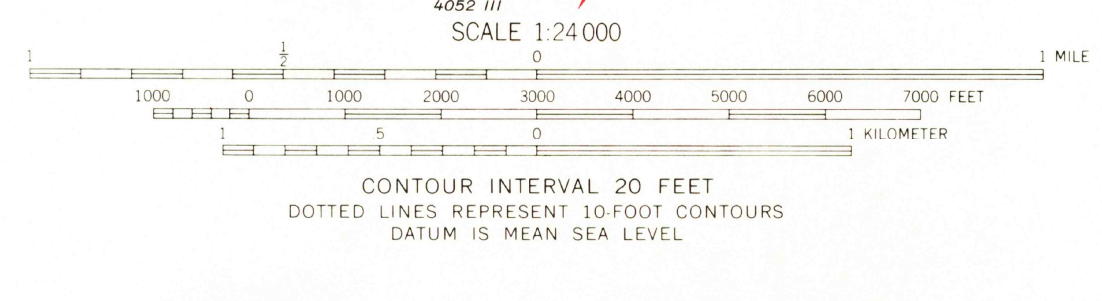 4052 III
SCALE 1:24 000
1 1/2 0 1 MILE
1000 0 1000 2000 3000 4000 5000 6000 7000 FEET
1 .5 0 1 KILOMETER
CONTOUR INTERVAL 20 FEET
DOTTED LINES REPRESENT 10-FOOT CONTOURS
DATUM IS MEAN SEA LEVEL